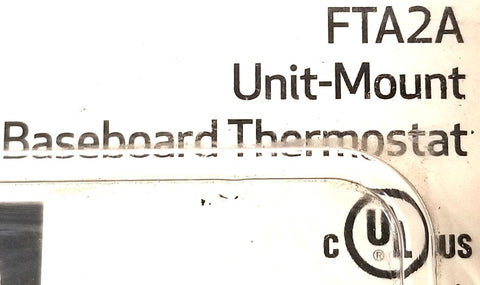 FTA2A
Unit-Mount
Baseboard Thermostat
C UL US
®